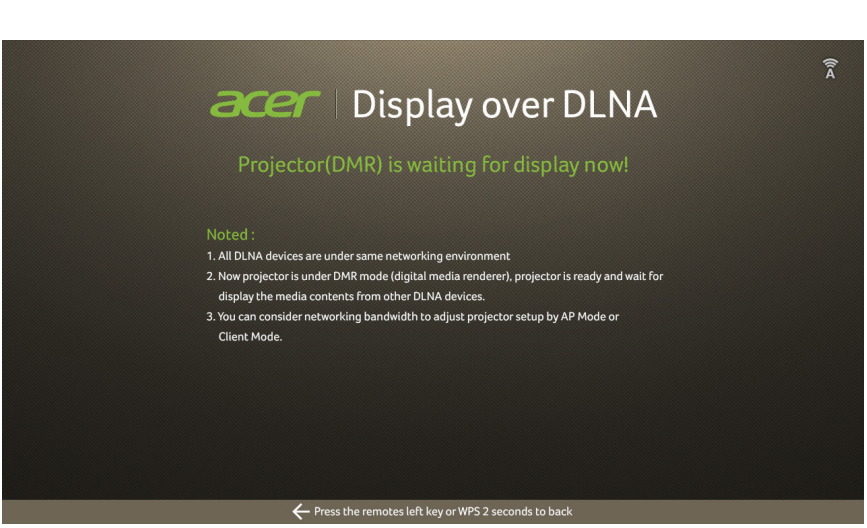 A
acer | Display over DLNA
Projector(DMR) is waiting for display now!
Noted :
1. All DLNA devices are under same networking environment
2. Now projector is under DMR mode (digital media renderer), projector is ready and wait for
display the media contents from other DLNA devices.
3. You can consider networking bandwidth to adjust projector setup by AP Mode or
Client Mode.
Press the remotes left key or WPS 2 seconds to back